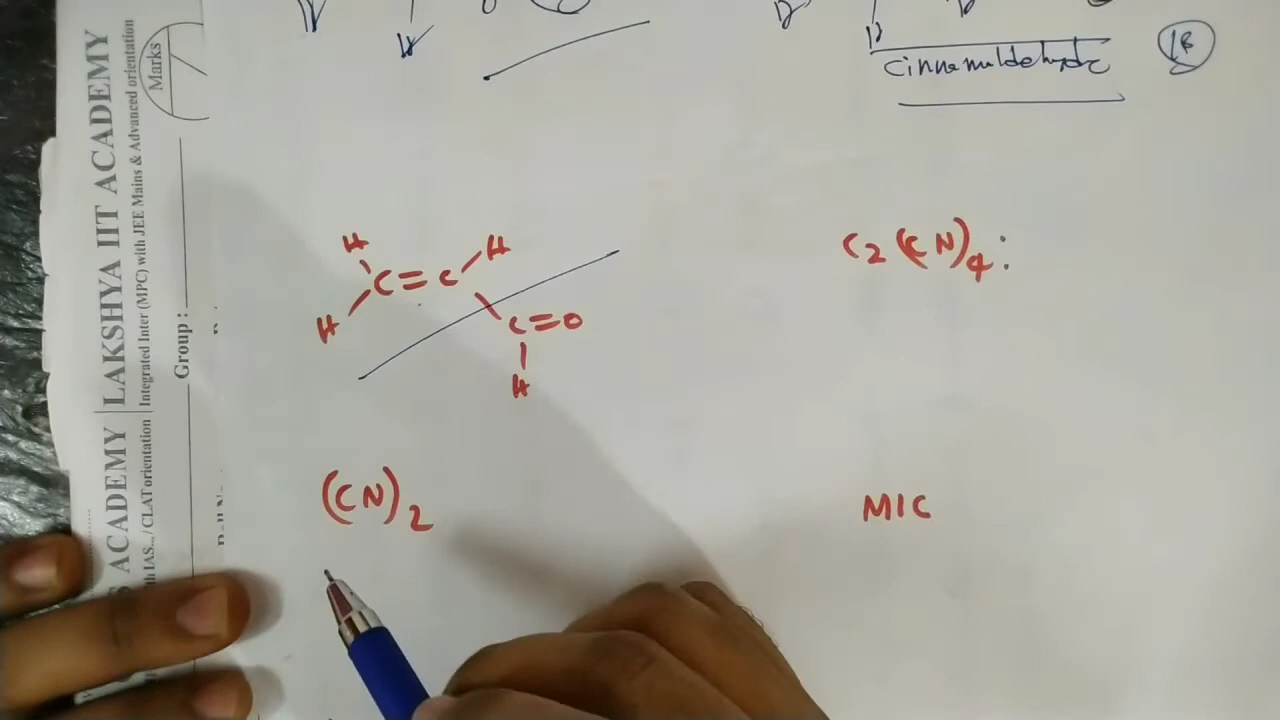 cinnamaldehyde 18
LAKSHYA IIT ACADEMY
Integrated Inter (MPC) with JEE Mains & Advanced orientation
Marks
Group :
ACADEMY
/ CLAT orientation
H H
C=C
H C=O
H
C2(CN)4:
(CN)2
MIC